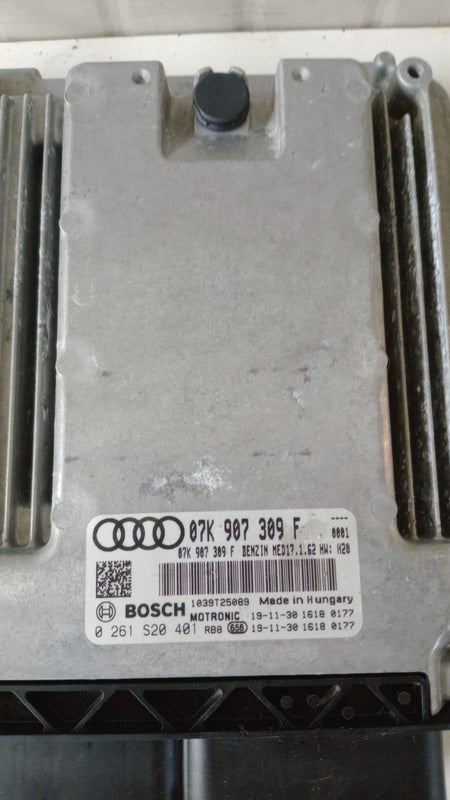 07K 907 309 F ----
0001
07K 907 309 F BENZIN MED17.1.62 HW: H20
BOSCH 1039T25089 Made in Hungary
MOTRONIC 19-11-30 1618 0177
0 261 S20 401 RB8 658 19-11-30 1618 0177